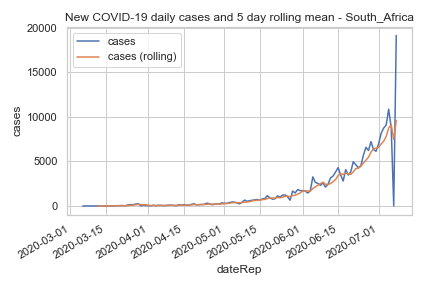 New COVID-19 daily cases and 5 day rolling mean - South_Africa
cases
cases (rolling)
20000
15000
10000
5000
0
cases
2020-03-01
2020-03-15
2020-04-01
2020-04-15
2020-05-01
2020-05-15
2020-06-01
2020-06-15
2020-07-01
dateRep